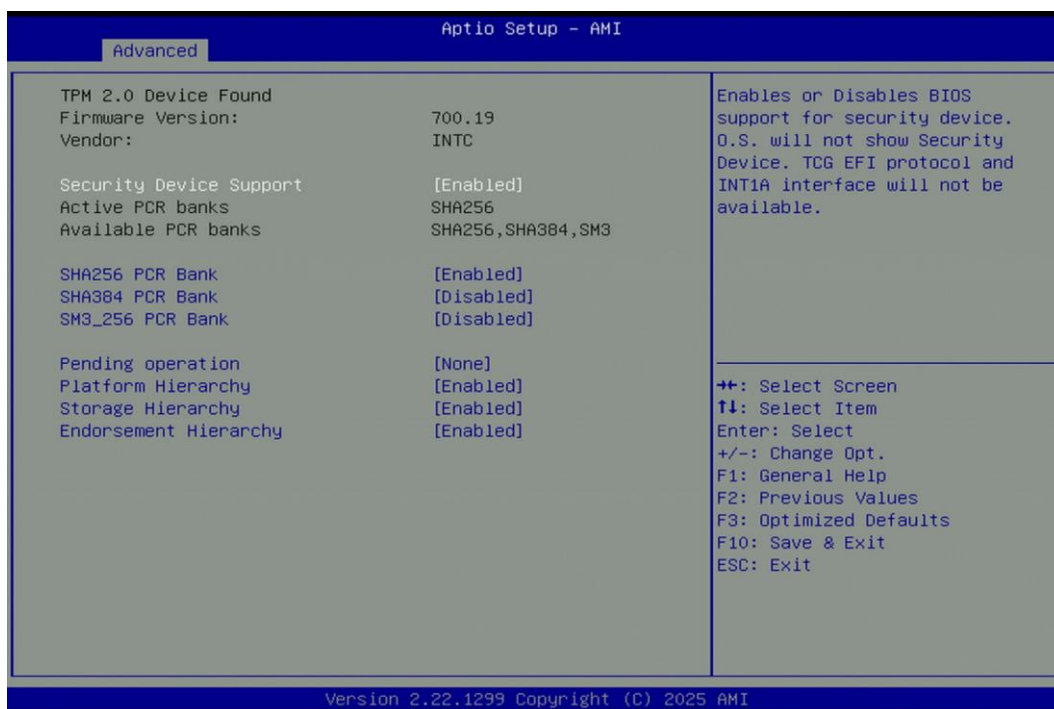 Aptio Setup – AMI
Advanced
TPM 2.0 Device Found
Firmware Version: 700.19
Vendor: INTC
Security Device Support [Enabled]
Active PCR banks SHA256
Available PCR banks SHA256,SHA384,SM3
SHA256 PCR Bank [Enabled]
SHA384 PCR Bank [Disabled]
SM3_256 PCR Bank [Disabled]
Pending operation [None]
Platform Hierarchy [Enabled]
Storage Hierarchy [Enabled]
Endorsement Hierarchy [Enabled]
Enables or Disables BIOS
support for security device.
O.S. will not show Security
Device. TCG EFI protocol and
INT1A interface will not be
available.
→←: Select Screen
↑↓: Select Item
Enter: Select
+/-: Change Opt.
F1: General Help
F2: Previous Values
F3: Optimized Defaults
F10: Save & Exit
ESC: Exit
Version 2.22.1299 Copyright (C) 2025 AMI